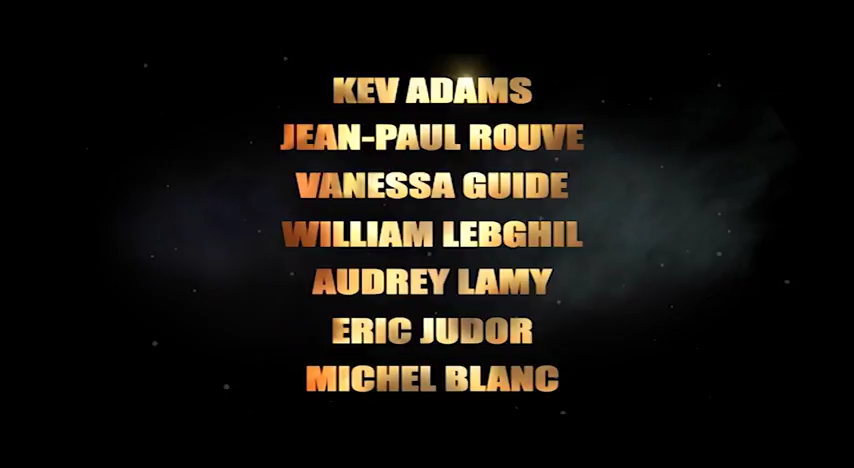 KEV ADAMS
JEAN-PAUL ROUVE
VANESSA GUIDE
WILLIAM LEBGHIL
AUDREY LAMY
ERIC JUDOR
MICHEL BLANC